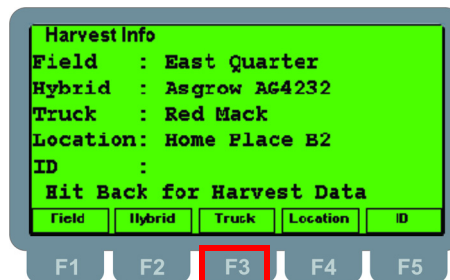 Harvest Info
Field : East Quarter
Hybrid : Asgrow AG4232
Truck : Red Mack
Location: Home Place B2
ID :
Hit Back for Harvest Data
Field Hybrid Truck Location ID
F1 F2 F3 F4 F5